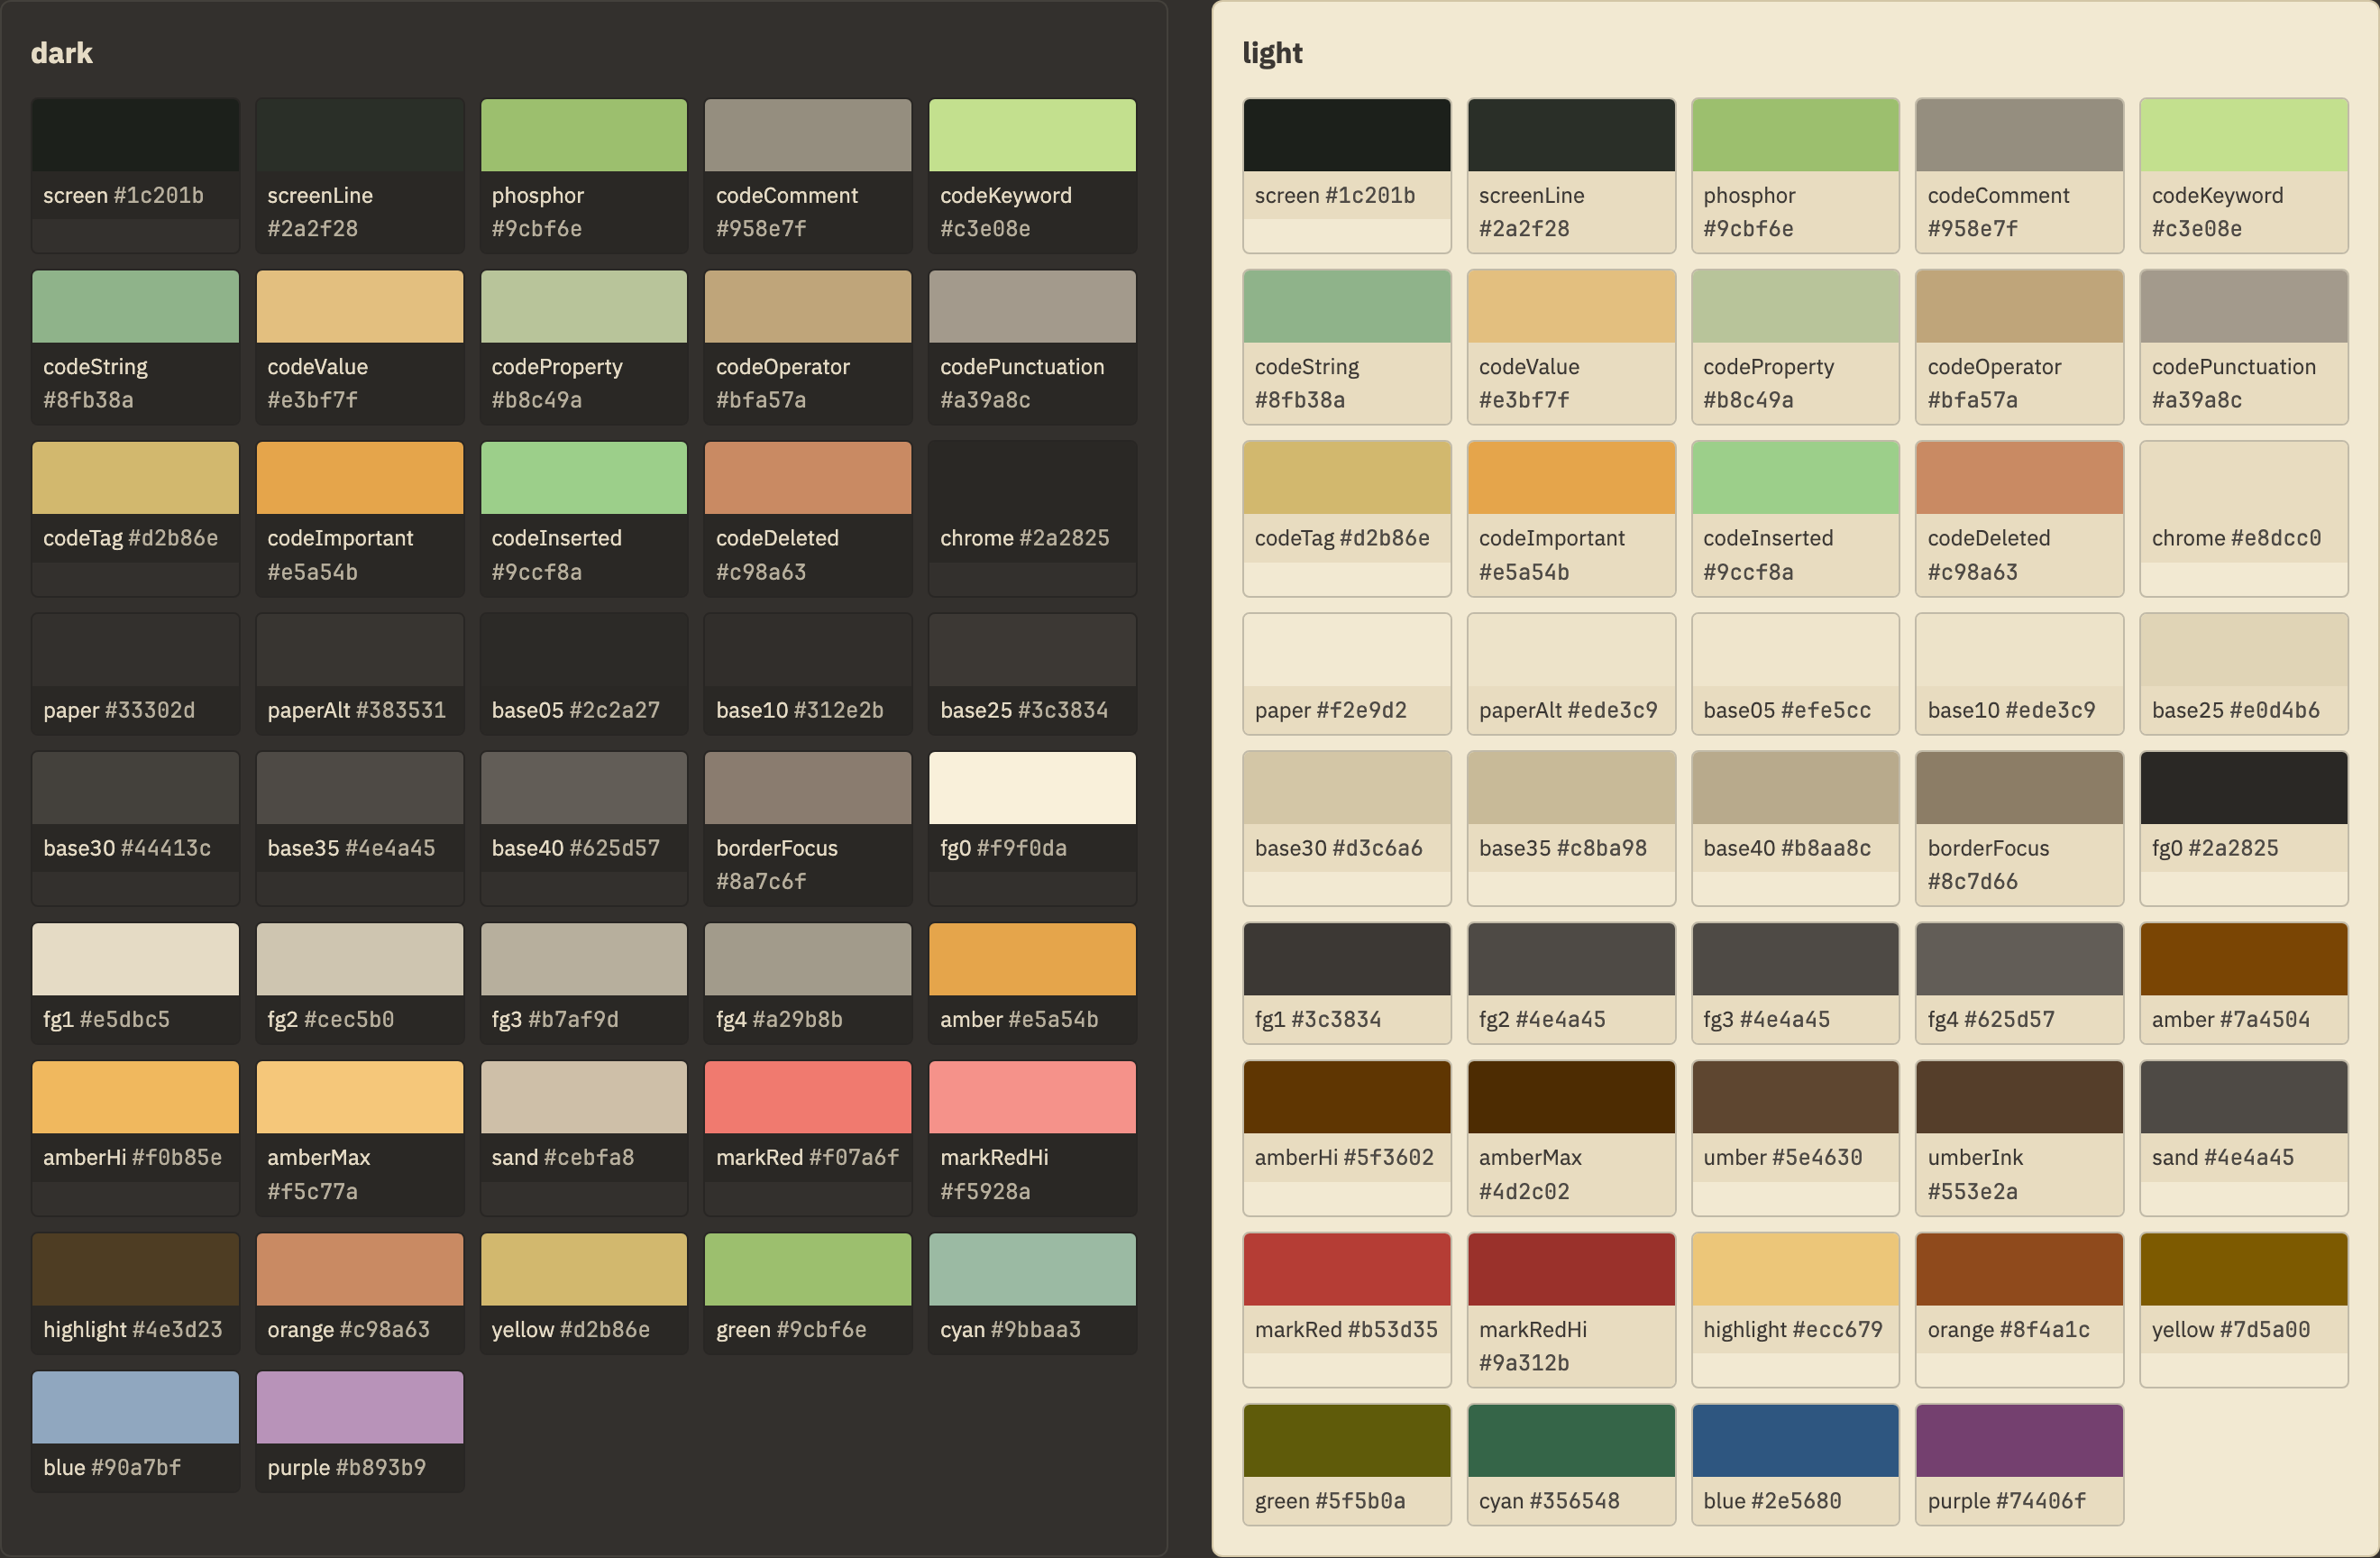 dark
screen #1c201b
screenLine
#2a2f28
phosphor
#9cbf6e
codeComment
#958e7f
codeKeyword
#c3e08e
codeString
#8fb38a
codeValue
#e3bf7f
codeProperty
#b8c49a
codeOperator
#bfa57a
codePunctuation
#a39a8c
codeTag #d2b86e
codeImportant
#e5a54b
codeInserted
#9ccf8a
codeDeleted
#c98a63
chrome #2a2825
paper #33302d
paperAlt #383531
base05 #2c2a27
base10 #312e2b
base25 #3c3834
base30 #44413c
base35 #4e4a45
base40 #625d57
borderFocus
#8a7c6f
fg0 #f9f0da
fg1 #e5dbc5
fg2 #cec5b0
fg3 #b7af9d
fg4 #a29b8b
amber #e5a54b
amberHi #f0b85e
amberMax
#f5c77a
sand #cebfa8
markRed #f07a6f
markRedHi
#f5928a
highlight #4e3d23
orange #c98a63
yellow #d2b86e
green #9cbf6e
cyan #9bbaa3
blue #90a7bf
purple #b893b9
light
screen #1c201b
screenLine
#2a2f28
phosphor
#9cbf6e
codeComment
#958e7f
codeKeyword
#c3e08e
codeString
#8fb38a
codeValue
#e3bf7f
codeProperty
#b8c49a
codeOperator
#bfa57a
codePunctuation
#a39a8c
codeTag #d2b86e
codeImportant
#e5a54b
codeInserted
#9ccf8a
codeDeleted
#c98a63
chrome #e8dcc0
paper #f2e9d2
paperAlt #ede3c9
base05 #efe5cc
base10 #ede3c9
base25 #e0d4b6
base30 #d3c6a6
base35 #c8ba98
base40 #b8aa8c
borderFocus
#8c7d66
fg0 #2a2825
fg1 #3c3834
fg2 #4e4a45
fg3 #4e4a45
fg4 #625d57
amber #7a4504
amberHi #5f3602
amberMax
#4d2c02
umber #5e4630
umberInk
#553e2a
sand #4e4a45
markRed #b53d35
markRedHi
#9a312b
highlight #ecc679
orange #8f4a1c
yellow #7d5a00
green #5f5b0a
cyan #356548
blue #2e5680
purple #74406f